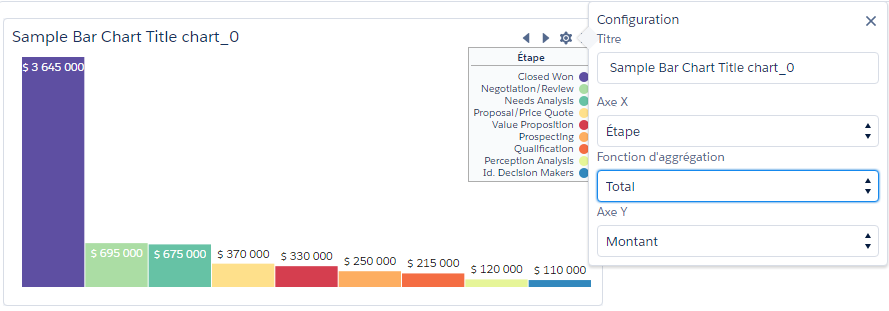 Sample Bar Chart Title chart_0
$ 3 645 000
$ 695 000
$ 675 000
$ 370 000
$ 330 000
$ 250 000
$ 215 000
$ 120 000
$ 110 000
Étape
Closed Won
Negotiation/Review
Needs Analysis
Proposal/Price Quote
Value Proposition
Prospecting
Qualification
Perception Analysis
Id. Decision Makers
Configuration
Titre
Sample Bar Chart Title chart_0
Axe X
Étape
Fonction d'aggrégation
Total
Axe Y
Montant